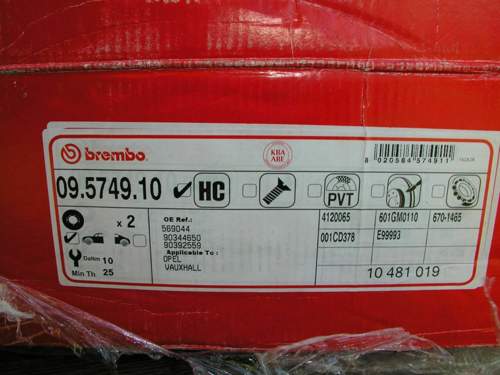 brembo
KBA
ABE
8 020584 574911
09.5749.10 HC PVT
x 2
OE Ref.:
569044
90344650
90392559
Applicable To :
OPEL
VAUXHALL
4120065 601GM0110 670-1465
001CD378 E99993
DaNm 10
Min Th 25
10 481 019